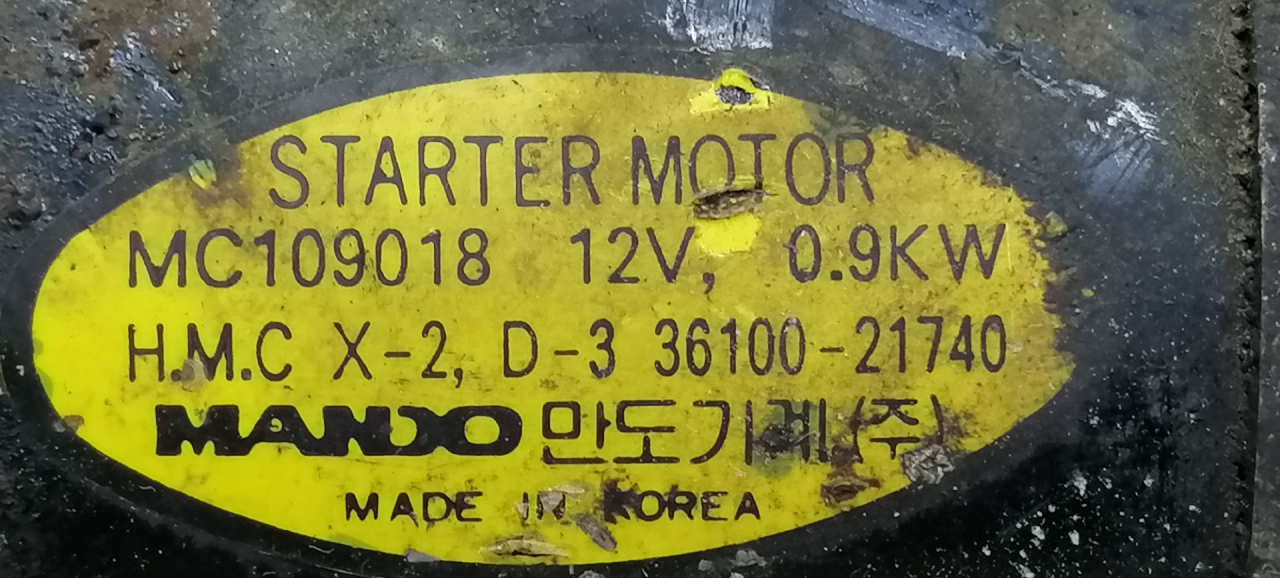 STARTER MOTOR
MC109018 12V, 0.9KW
H.M.C X-2, D-3 36100-21740
MANDO 만도기계(주)
MADE IN KOREA